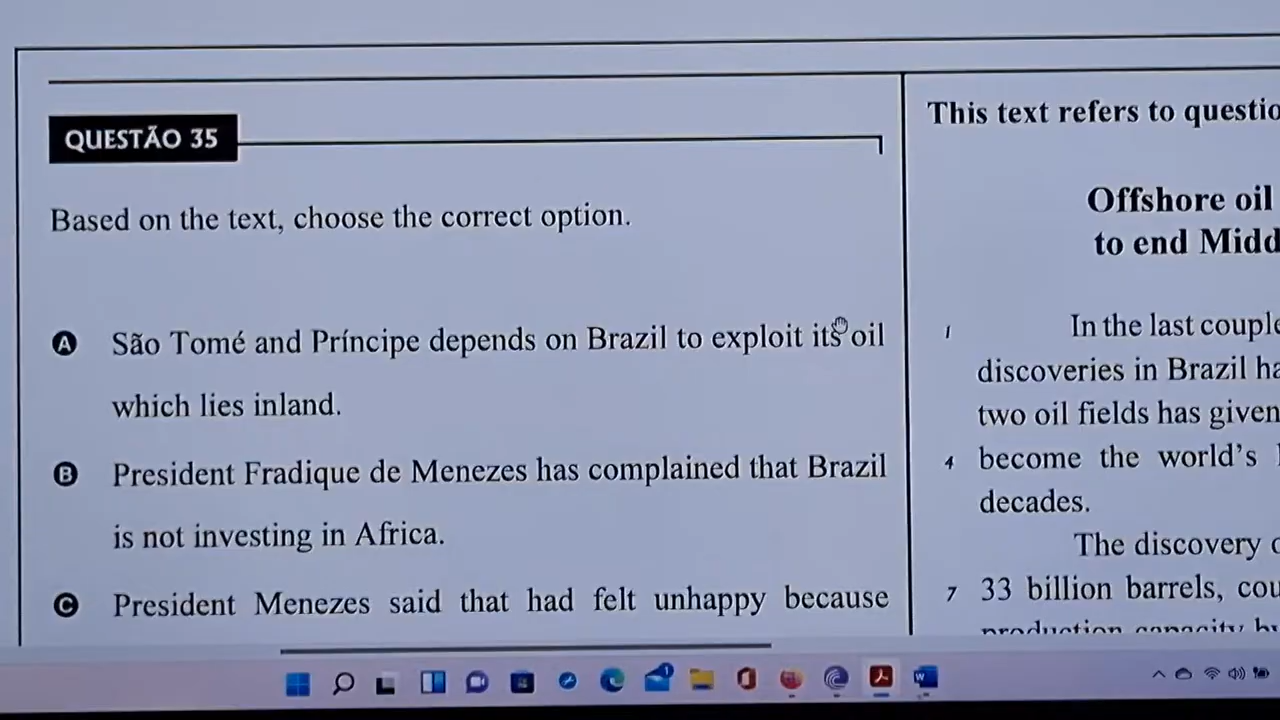 QUESTÃO 35
Based on the text, choose the correct option.
A São Tomé and Príncipe depends on Brazil to exploit its oil
which lies inland.
B President Fradique de Menezes has complained that Brazil
is not investing in Africa.
C President Menezes said that had felt unhappy because
This text refers to questio
Offshore oil
to end Midd
1 In the last couple
discoveries in Brazil ha
two oil fields has given
4 become the world's
decades.
The discovery o
7 33 billion barrels, cou
production capacity by